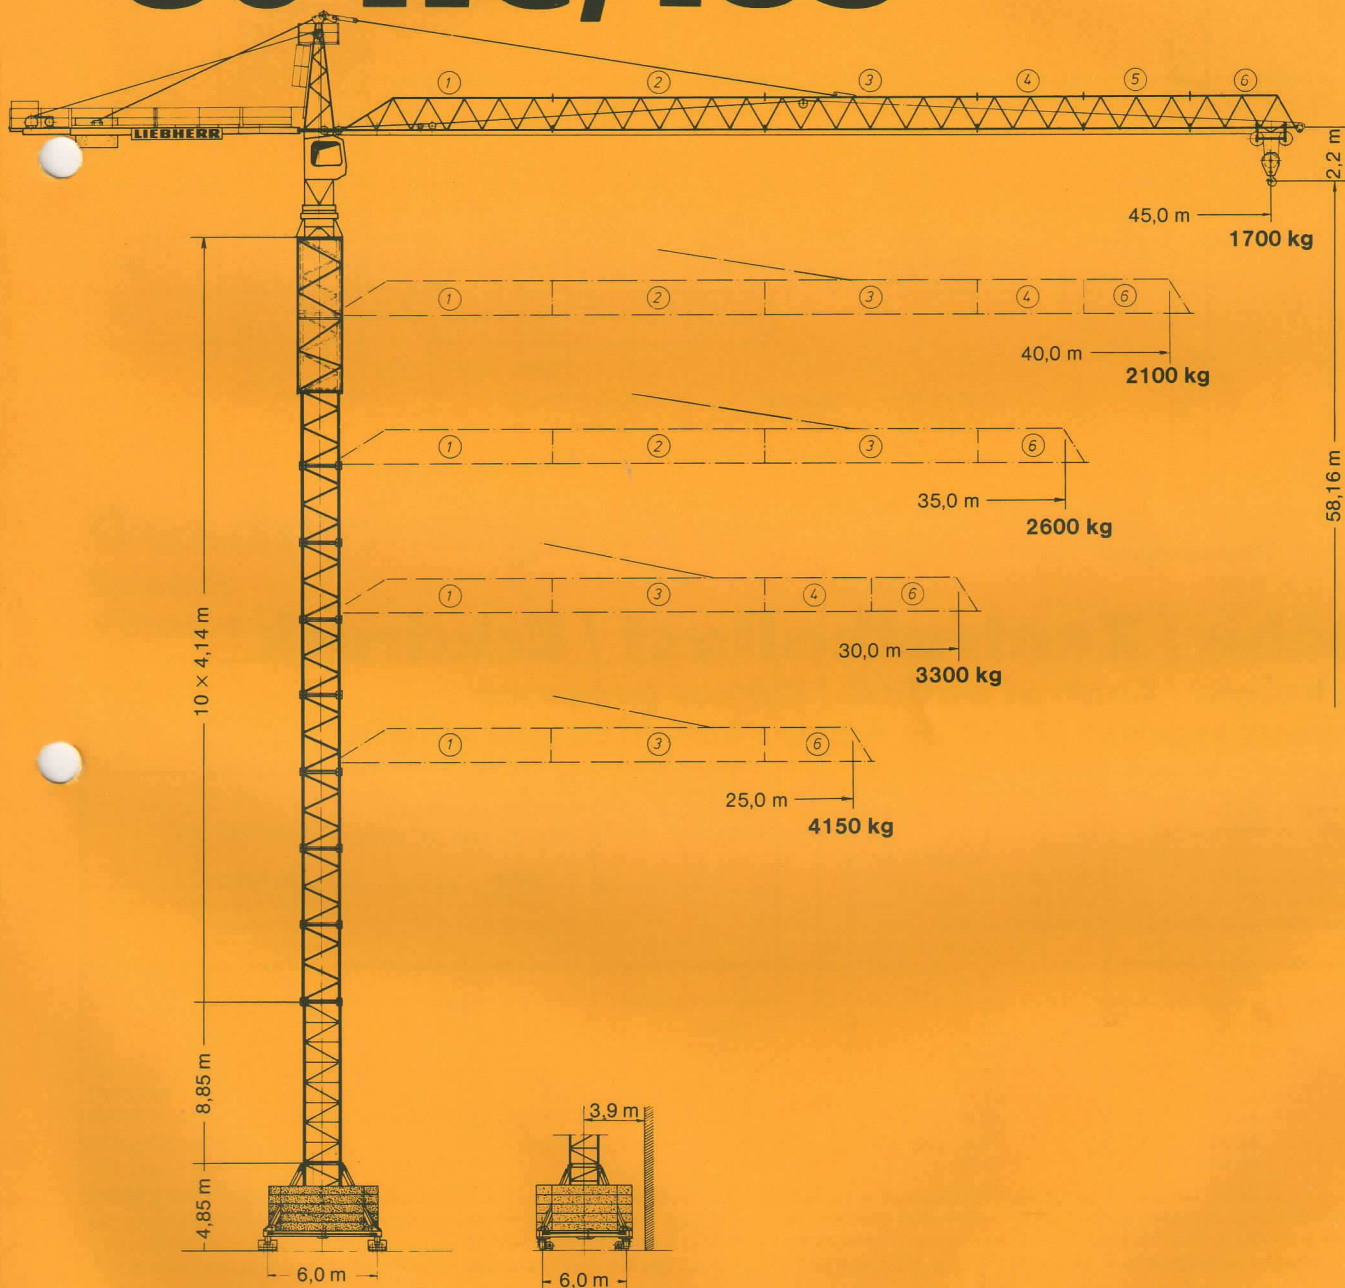 ① ② ③ ④ ⑤ ⑥
LIEBHERR
2,2 m
45,0 m
1700 kg
① ② ③ ④ ⑥
40,0 m
2100 kg
① ② ③ ⑥
35,0 m
2600 kg
58,16 m
① ③ ④ ⑥
30,0 m
3300 kg
10 × 4,14 m
① ③ ⑥
25,0 m
4150 kg
8,85 m
3,9 m
4,85 m
6,0 m
6,0 m